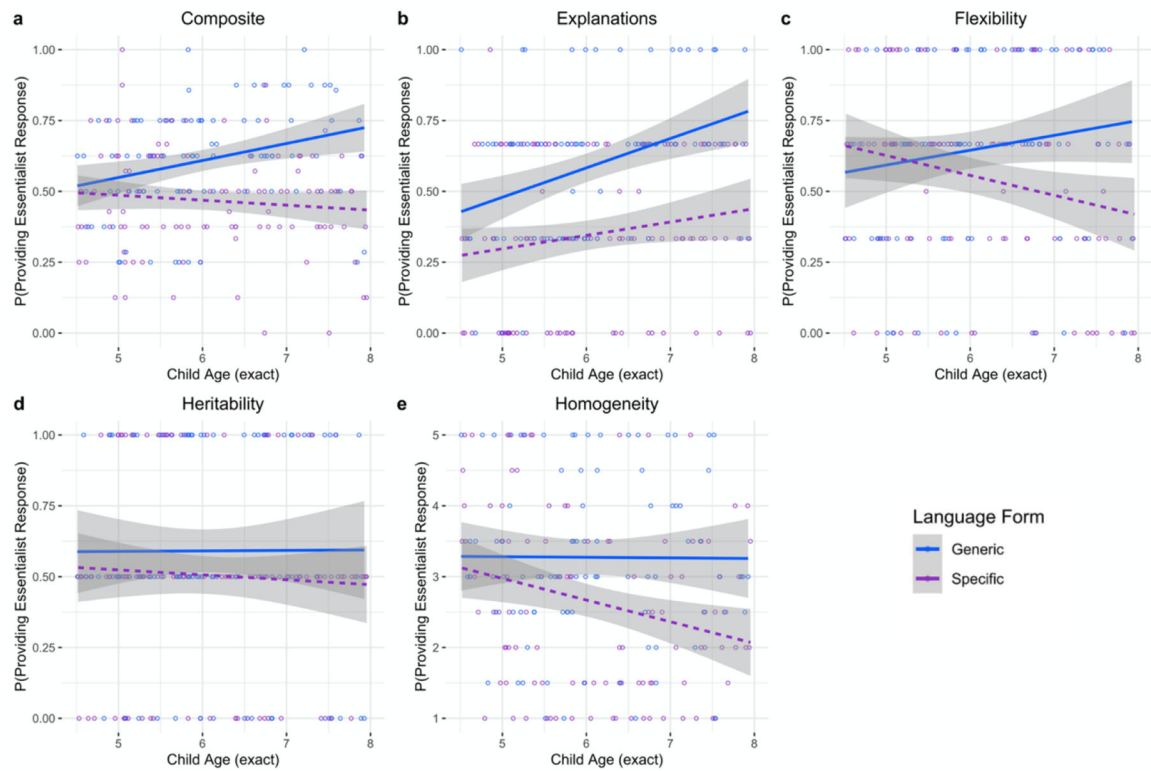 a Composite
P(Providing Essentialist Response)
1.00
0.75
0.50
0.25
0.00
5 6 7 8
Child Age (exact)
b Explanations
P(Providing Essentialist Response)
1.00
0.75
0.50
0.25
0.00
5 6 7 8
Child Age (exact)
c Flexibility
P(Providing Essentialist Response)
1.00
0.75
0.50
0.25
0.00
5 6 7 8
Child Age (exact)
d Heritability
P(Providing Essentialist Response)
1.00
0.75
0.50
0.25
0.00
5 6 7 8
Child Age (exact)
e Homogeneity
P(Providing Essentialist Response)
5
4
3
2
1
5 6 7 8
Child Age (exact)
Language Form
Generic
Specific